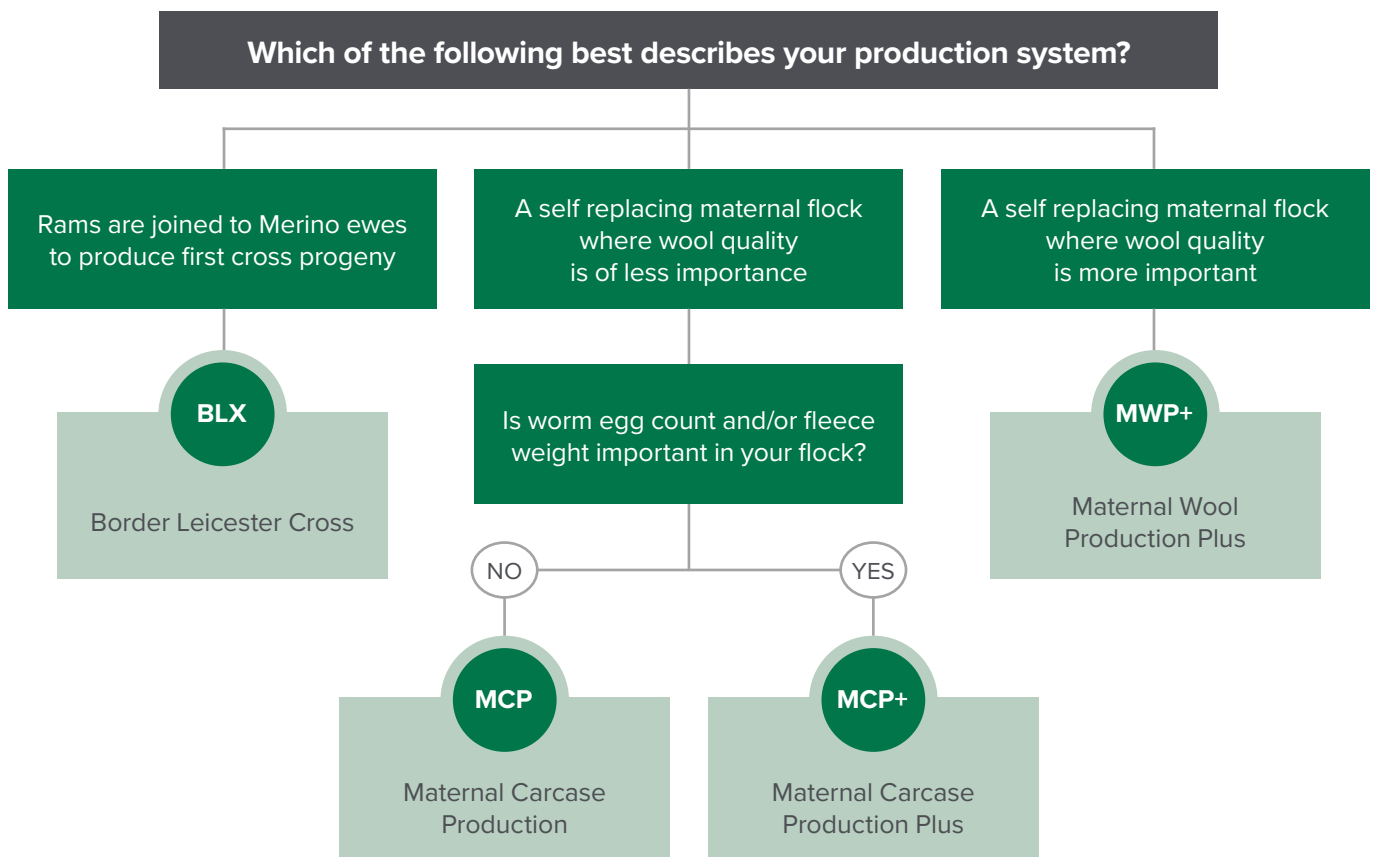 Which of the following best describes your production system?
Rams are joined to Merino ewes
to produce first cross progeny
A self replacing maternal flock
where wool quality
is of less importance
A self replacing maternal flock
where wool quality
is more important
BLX
Border Leicester Cross
Is worm egg count and/or fleece
weight important in your flock?
MWP+
Maternal Wool
Production Plus
NO
YES
MCP
Maternal Carcase
Production
MCP+
Maternal Carcase
Production Plus